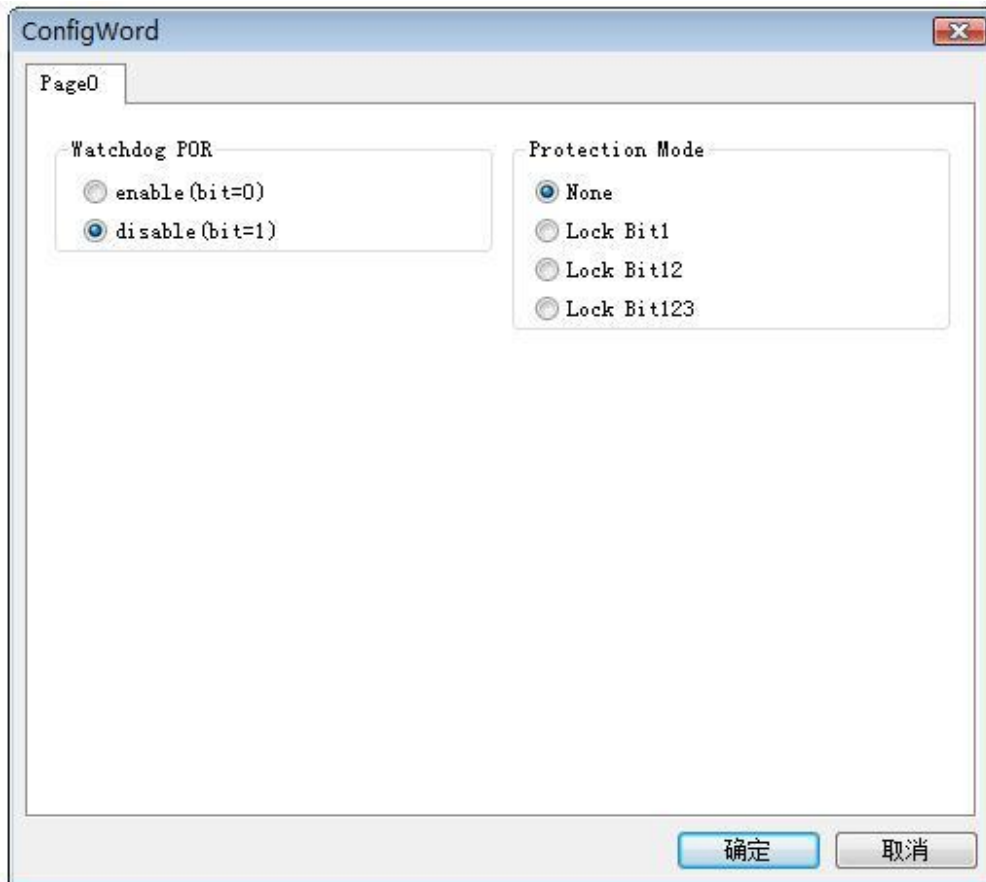 ConfigWord
Page0
Watchdog POR
enable(bit=0)
disable(bit=1)
Protection Mode
None
Lock Bit1
Lock Bit12
Lock Bit123
确定
取消